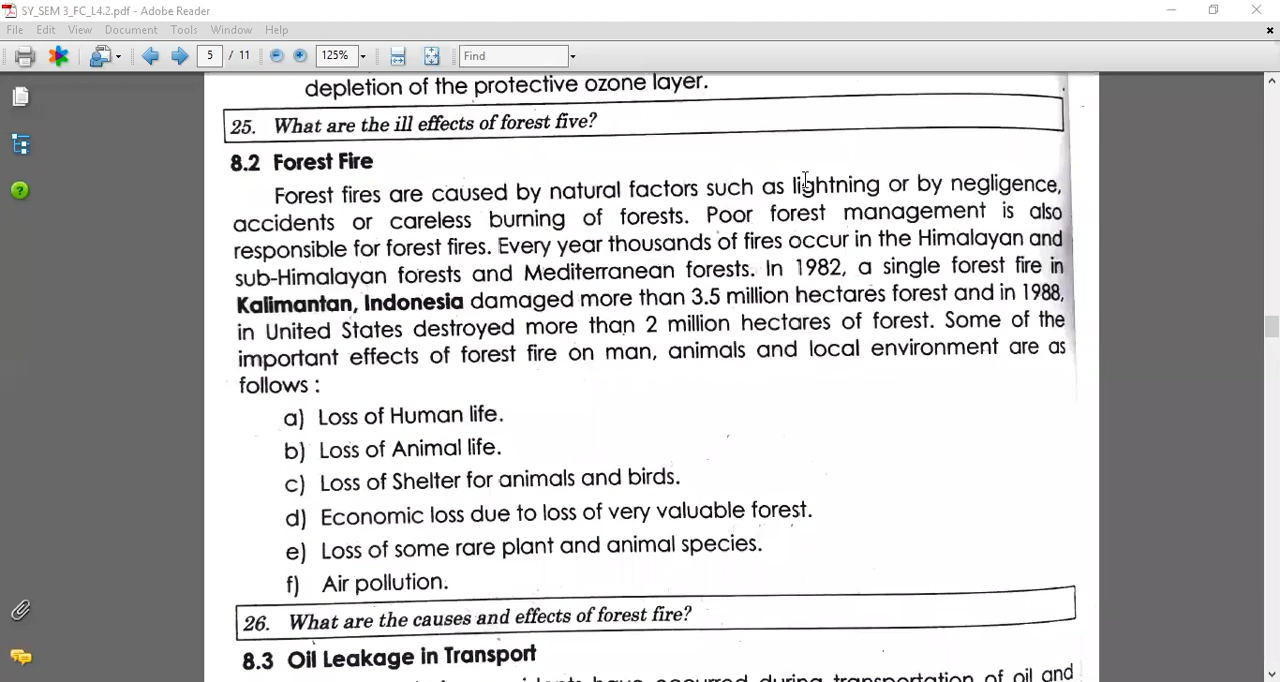 SY_SEM 3_FC_L4.2.pdf - Adobe Reader
File Edit View Document Tools Window Help
5 / 11 125% Find
depletion of the protective ozone layer.
25. What are the ill effects of forest five?
8.2 Forest Fire
Forest fires are caused by natural factors such as lightning or by negligence,
accidents or careless burning of forests. Poor forest management is also
responsible for forest fires. Every year thousands of fires occur in the Himalayan and
sub-Himalayan forests and Mediterranean forests. In 1982, a single forest fire in
Kalimantan, Indonesia damaged more than 3.5 million hectares forest and in 1988,
in United States destroyed more than 2 million hectares of forest. Some of the
important effects of forest fire on man, animals and local environment are as
follows :
a) Loss of Human life.
b) Loss of Animal life.
c) Loss of Shelter for animals and birds.
d) Economic loss due to loss of very valuable forest.
e) Loss of some rare plant and animal species.
f) Air pollution.
26. What are the causes and effects of forest fire?
8.3 Oil Leakage in Transport
have occurred during transportation of oil and